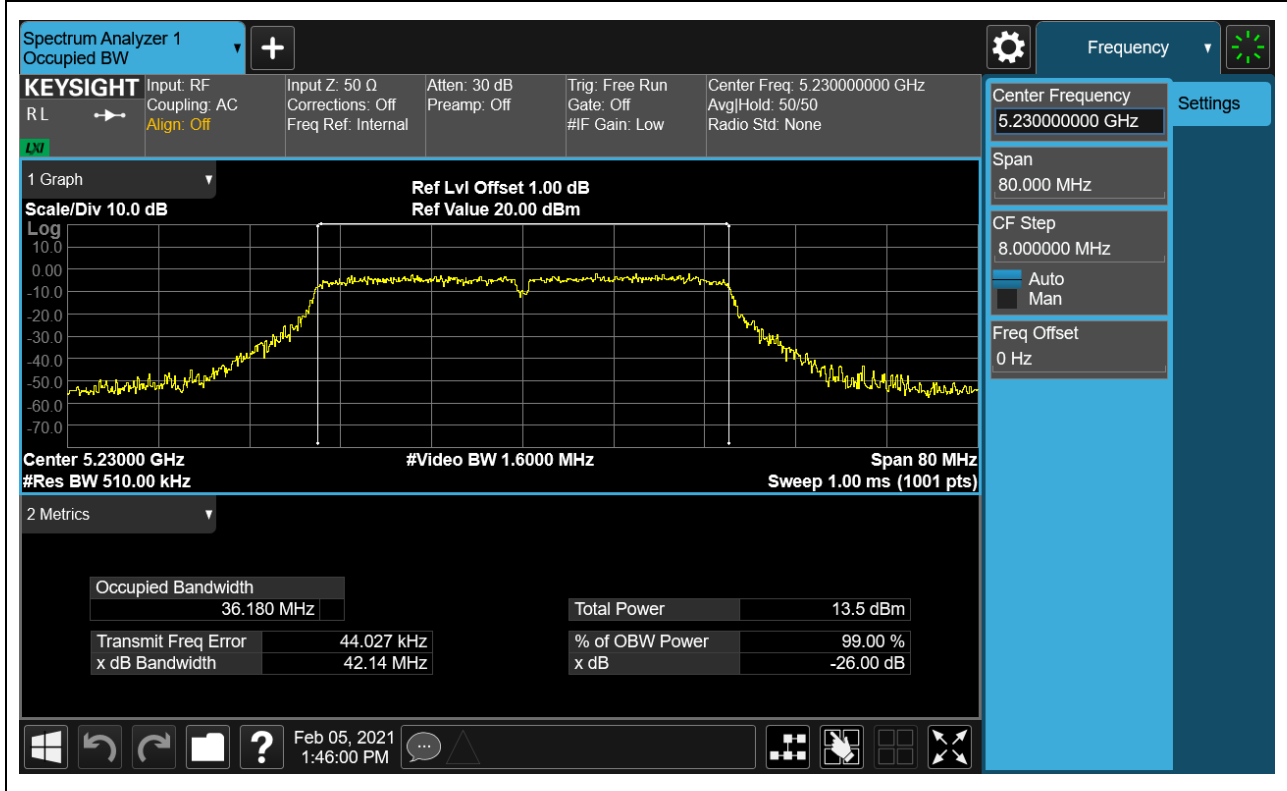 Spectrum Analyzer 1
Occupied BW
Frequency
KEYSIGHT
R L
LXI
Input: RF
Coupling: AC
Align: Off
Input Z: 50 Ω
Corrections: Off
Freq Ref: Internal
Atten: 30 dB
Preamp: Off
Trig: Free Run
Gate: Off
#IF Gain: Low
Center Freq: 5.230000000 GHz
Avg|Hold: 50/50
Radio Std: None
Center Frequency
5.230000000 GHz
Settings
Span
80.000 MHz
CF Step
8.000000 MHz
Auto
Man
Freq Offset
0 Hz
1 Graph
Scale/Div 10.0 dB
Ref Lvl Offset 1.00 dB
Ref Value 20.00 dBm
Log
10.0
0.00
-10.0
-20.0
-30.0
-40.0
-50.0
-60.0
-70.0
Center 5.23000 GHz
#Video BW 1.6000 MHz
Span 80 MHz
#Res BW 510.00 kHz
Sweep 1.00 ms (1001 pts)
2 Metrics
Occupied Bandwidth
36.180 MHz
Total Power 13.5 dBm
Transmit Freq Error 44.027 kHz
% of OBW Power 99.00 %
x dB Bandwidth 42.14 MHz
x dB -26.00 dB
Feb 05, 2021
1:46:00 PM